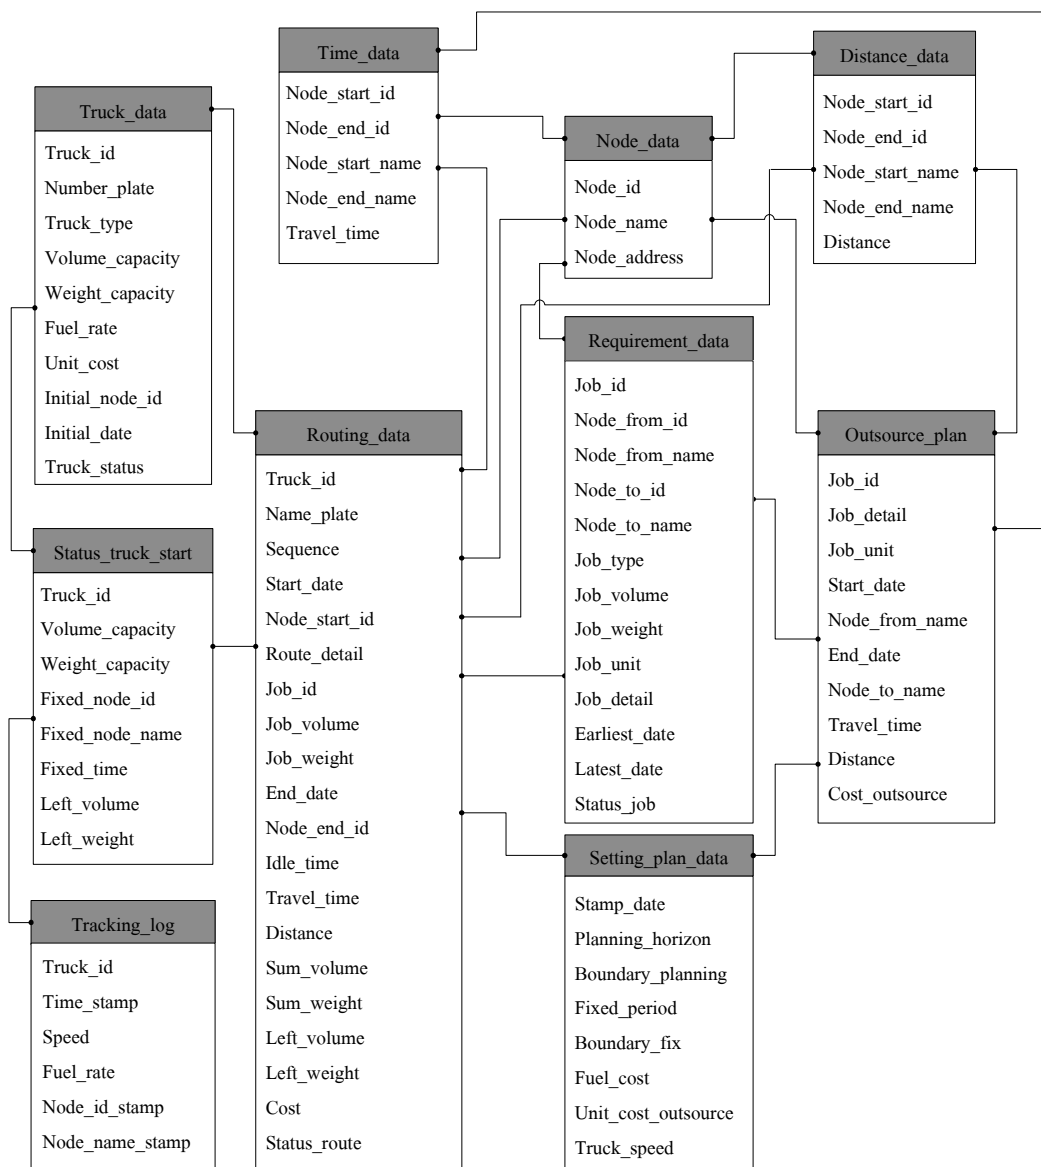 Time_data
Node_start_id
Node_end_id
Node_start_name
Node_end_name
Travel_time
Distance_data
Node_start_id
Node_end_id
Node_start_name
Node_end_name
Distance
Truck_data
Truck_id
Number_plate
Truck_type
Volume_capacity
Weight_capacity
Fuel_rate
Unit_cost
Initial_node_id
Initial_date
Truck_status
Node_data
Node_id
Node_name
Node_address
Requirement_data
Job_id
Node_from_id
Node_from_name
Node_to_id
Node_to_name
Job_type
Job_volume
Job_weight
Job_unit
Job_detail
Earliest_date
Latest_date
Status_job
Routing_data
Truck_id
Name_plate
Sequence
Start_date
Node_start_id
Route_detail
Job_id
Job_volume
Job_weight
End_date
Node_end_id
Idle_time
Travel_time
Distance
Sum_volume
Sum_weight
Left_volume
Left_weight
Cost
Status_route
Outsource_plan
Job_id
Job_detail
Job_unit
Start_date
Node_from_name
End_date
Node_to_name
Travel_time
Distance
Cost_outsource
Status_truck_start
Truck_id
Volume_capacity
Weight_capacity
Fixed_node_id
Fixed_node_name
Fixed_time
Left_volume
Left_weight
Setting_plan_data
Stamp_date
Planning_horizon
Boundary_planning
Fixed_period
Boundary_fix
Fuel_cost
Unit_cost_outsource
Truck_speed
Tracking_log
Truck_id
Time_stamp
Speed
Fuel_rate
Node_id_stamp
Node_name_stamp